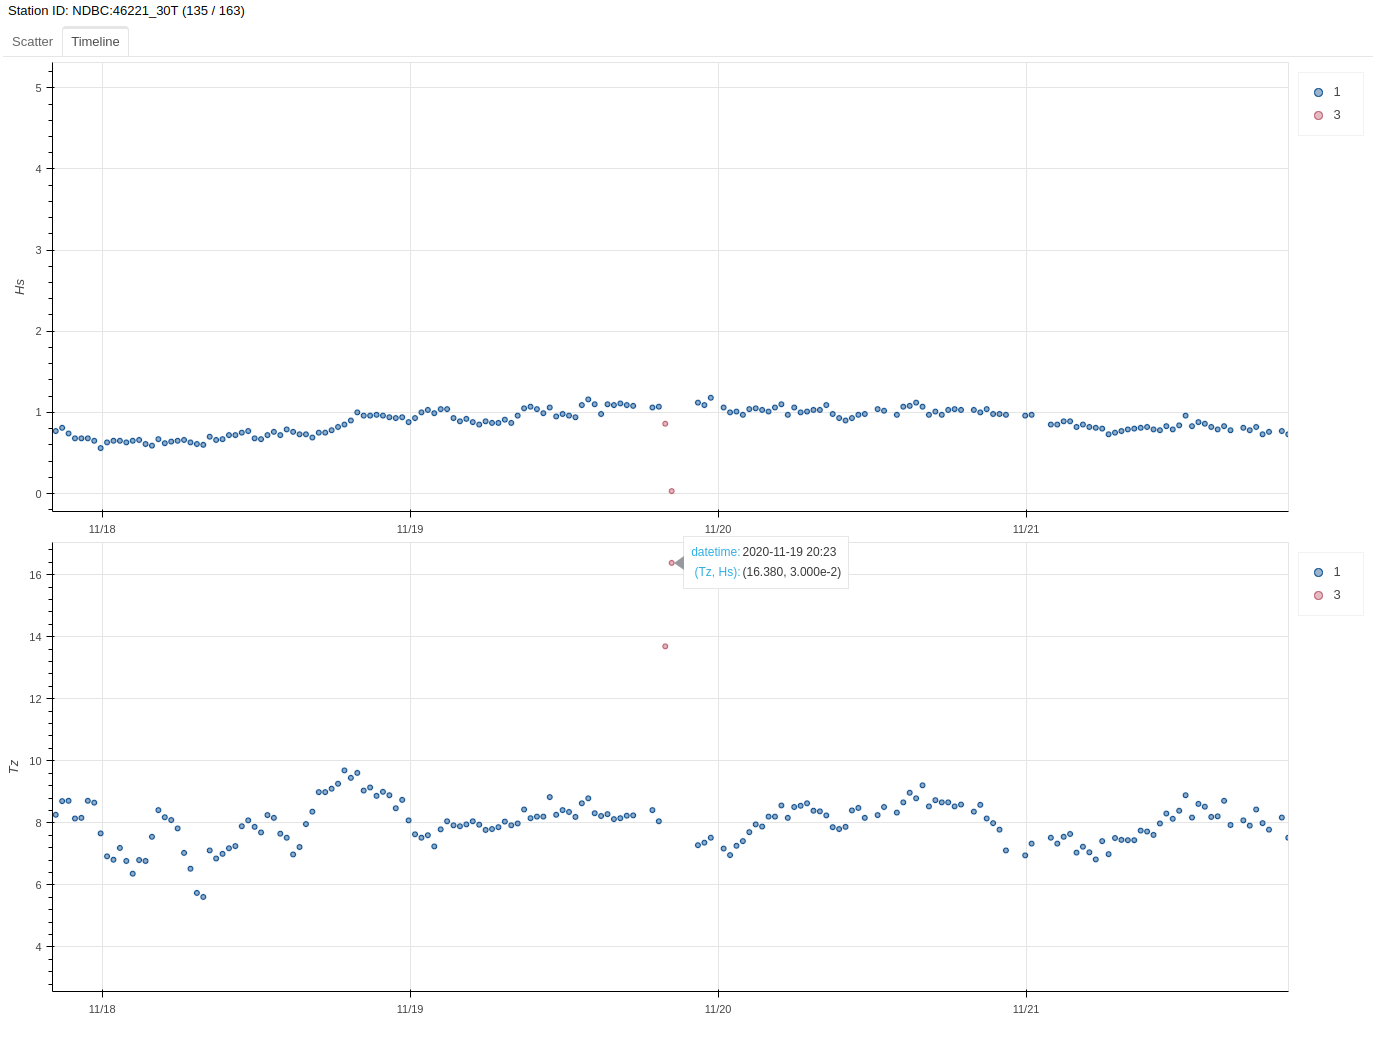 Station ID: NDBC:46221_30T (135 / 163)
Scatter Timeline
5
4
3
2
1
0
Hs
11/18 11/19 11/20 11/21
1
3
datetime: 2020-11-19 20:23
(Tz, Hs): (16.380, 3.000e-2)
16
14
12
10
8
6
4
Tz
11/18 11/19 11/20 11/21
1
3